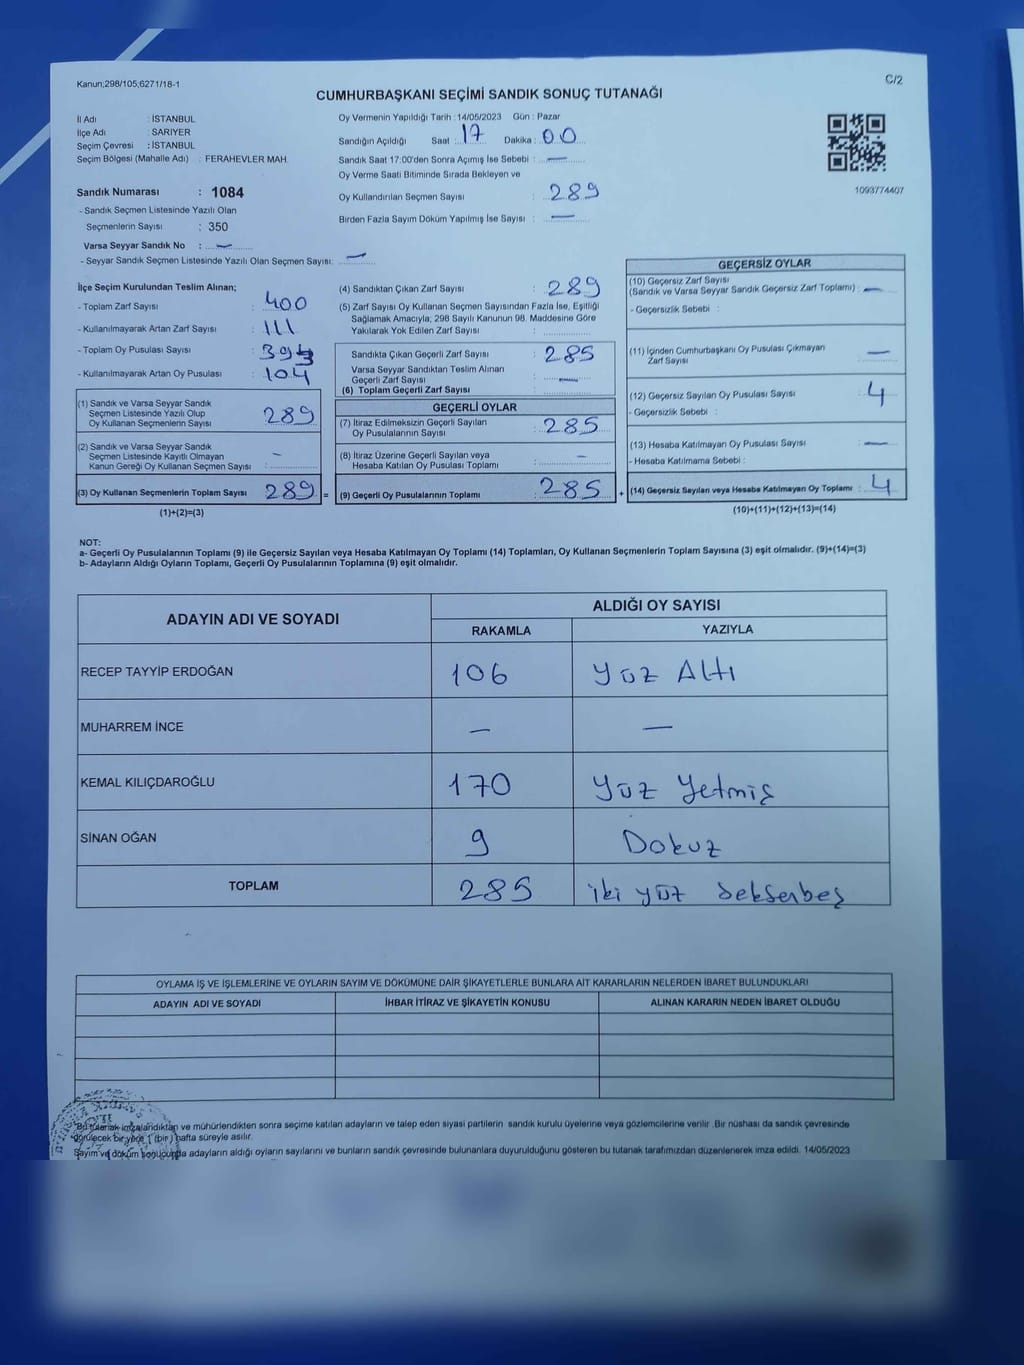 Kanun;298/105;6271/18-1
C/2
CUMHURBAŞKANI SEÇİMİ SANDIK SONUÇ TUTANAĞI
İl Adı : İSTANBUL
İlçe Adı : SARIYER
Seçim Çevresi : İSTANBUL
Seçim Bölgesi (Mahalle Adı) : FERAHEVLER MAH.
Sandık Numarası : 1084
- Sandık Seçmen Listesinde Yazılı Olan
Seçmenlerin Sayısı : 350
Varsa Seyyar Sandık No : —
- Seyyar Sandık Seçmen Listesinde Yazılı Olan Seçmen Sayısı: —
Oy Vermenin Yapıldığı Tarih :14/05/2023 Gün : Pazar
Sandığın Açıldığı Saat : 17 Dakika : 00
Sandık Saat 17:00'den Sonra Açımış İse Sebebi : —
Oy Verme Saati Bitiminde Sırada Bekleyen ve
Oy Kullandırılan Seçmen Sayısı : 289
Birden Fazla Sayım Döküm Yapılmış İse Sayısı : —
1093774407
İlçe Seçim Kurulundan Teslim Alınan;
- Toplam Zarf Sayısı : 400
- Kullanılmayarak Artan Zarf Sayısı : 111
- Toplam Oy Pusulası Sayısı :
- Kullanılmayarak Artan Oy Pusulası : 104
(1) Sandık ve Varsa Seyyar Sandık
Seçmen Listesinde Yazılı Olup
Oy Kullanan Seçmenlerin Sayısı : 289
(2) Sandık ve Varsa Seyyar Sandık
Seçmen Listesinde Kayıtlı Olmayan
Kanun Gereği Oy Kullanan Seçmen Sayısı : —
(3) Oy Kullanan Seçmenlerin Toplam Sayısı : 289 =
(1)+(2)=(3)
(4) Sandıktan Çıkan Zarf Sayısı : 289
(5) Zarf Sayısı Oy Kullanan Seçmen Sayısından Fazla İse, Eşitliği
Sağlamak Amacıyla; 298 Sayılı Kanunun 98. Maddesine Göre
Yakılarak Yok Edilen Zarf Sayısı :
Sandıkta Çıkan Geçerli Zarf Sayısı : 285
Varsa Seyyar Sandıktan Teslim Alınan
Geçerli Zarf Sayısı : —
(6) Toplam Geçerli Zarf Sayısı :
GEÇERLİ OYLAR
(7) İtiraz Edilmeksizin Geçerli Sayılan
Oy Pusulalarının Sayısı : 285
(8) İtiraz Üzerine Geçerli Sayılan veya
Hesaba Katılan Oy Pusulası Toplamı : —
(9) Geçerli Oy Pusulalarının Toplamı : 285 +
GEÇERSİZ OYLAR
(10) Geçersiz Zarf Sayısı
(Sandık ve Varsa Seyyar Sandık Geçersiz Zarf Toplamı) : —
- Geçersizlik Sebebi :
(11) İçinden Cumhurbaşkanı Oy Pusulası Çıkmayan
Zarf Sayısı : —
(12) Geçersiz Sayılan Oy Pusulası Sayısı : 4
- Geçersizlik Sebebi :
(13) Hesaba Katılmayan Oy Pusulası Sayısı : —
- Hesaba Katılmama Sebebi :
(14) Geçersiz Sayılan veya Hesaba Katılmayan Oy Toplamı : 4
(10)+(11)+(12)+(13)=(14)
NOT:
a- Geçerli Oy Pusulalarının Toplamı (9) ile Geçersiz Sayılan veya Hesaba Katılmayan Oy Toplamı (14) Toplamları, Oy Kullanan Seçmenlerin Toplam Sayısına (3) eşit olmalıdır. (9)+(14)=(3)
b- Adayların Aldığı Oyların Toplamı, Geçerli Oy Pusulalarının Toplamına (9) eşit olmalıdır.
ADAYIN ADI VE SOYADI ALDIĞI OY SAYISI
RAKAMLA YAZIYLA
RECEP TAYYİP ERDOĞAN 106 Yüz Altı
MUHARREM İNCE — —
KEMAL KILIÇDAROĞLU 170 Yüz Yetmiş
SİNAN OĞAN 9 Dokuz
TOPLAM 285 iki yüz seksenbeş
OYLAMA İŞ VE İŞLEMLERİNE VE OYLARIN SAYIM VE DÖKÜMÜNE DAİR ŞİKAYETLERLE BUNLARA AİT KARARLARIN NELERDEN İBARET BULUNDUKLARI
ADAYIN ADI VE SOYADI İHBAR İTİRAZ VE ŞİKAYETİN KONUSU ALINAN KARARIN NEDEN İBARET OLDUĞU
Bu tutanak imzalandıktan ve mühürlendikten sonra seçime katılan adayların ve talep eden siyasi partilerin sandık kurulu üyelerine veya gözlemcilerine verilir .Bir nüshası da sandık çevresinde
görülecek bir yere 1 (bir) hafta süreyle asılır.
Sayım ve döküm sonucunda adayların aldığı oyların sayılarını ve bunların sandık çevresinde bulunanlara duyurulduğunu gösteren bu tutanak tarafımızdan düzenlenerek imza edildi. 14/05/2023